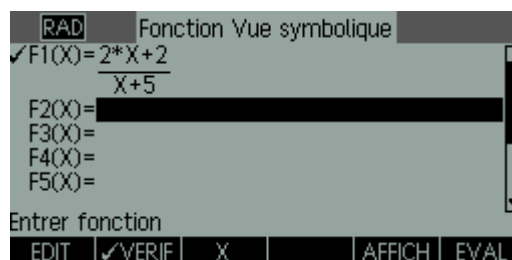 RAD Fonction Vue symbolique
✓F1(X)=2*X+2
X+5
F2(X)=
F3(X)=
F4(X)=
F5(X)=
Entrer fonction
EDIT ✓VERIF X AFFICH EVAL